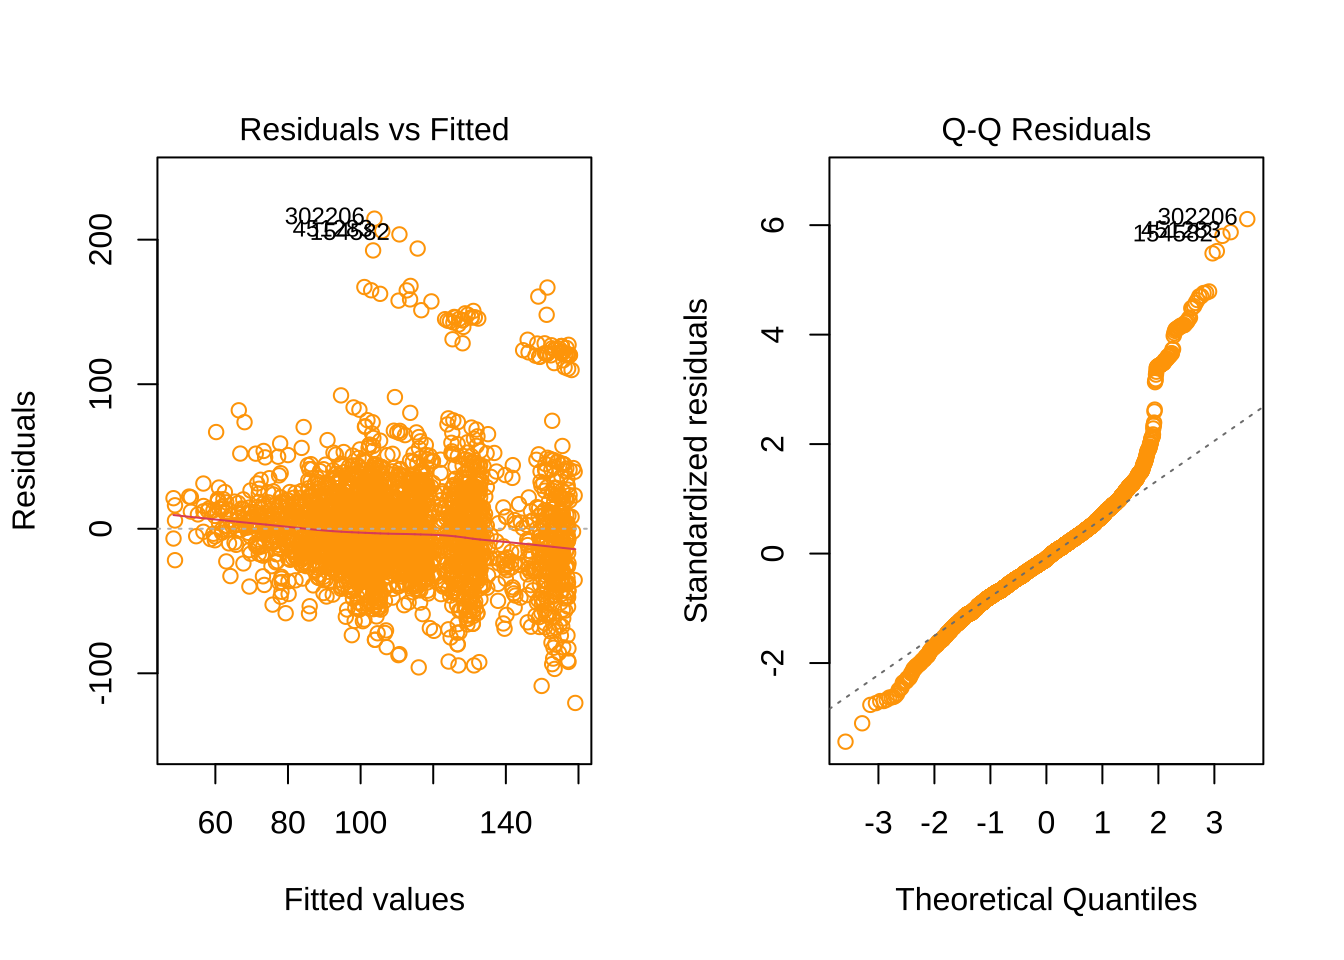 Residuals vs Fitted
302206
Residuals
200
100
0
-100
60 80 100 140
Fitted values
Q-Q Residuals
302206
Standardized residuals
6
4
2
0
-2
-3 -2 -1 0 1 2 3
Theoretical Quantiles